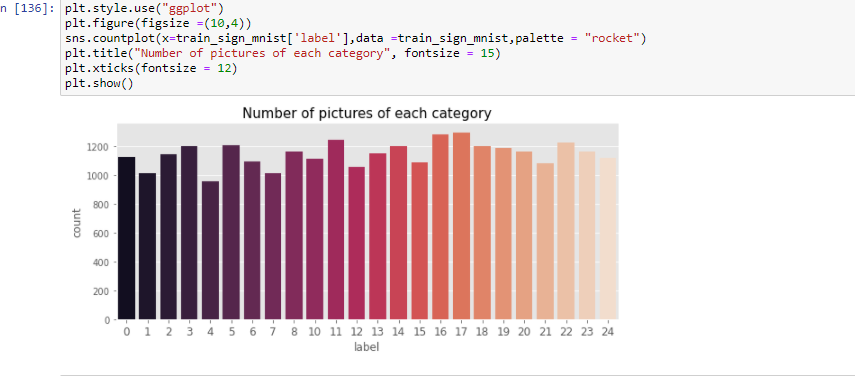 n [136]:
plt.style.use("ggplot")
plt.figure(figsize =(10,4))
sns.countplot(x=train_sign_mnist['label'],data =train_sign_mnist,palette = "rocket")
plt.title("Number of pictures of each category", fontsize = 15)
plt.xticks(fontsize = 12)
plt.show()
Number of pictures of each category
1200
1000
800
600
400
200
0
count
0 1 2 3 4 5 6 7 8 10 11 12 13 14 15 16 17 18 19 20 21 22 23 24
label